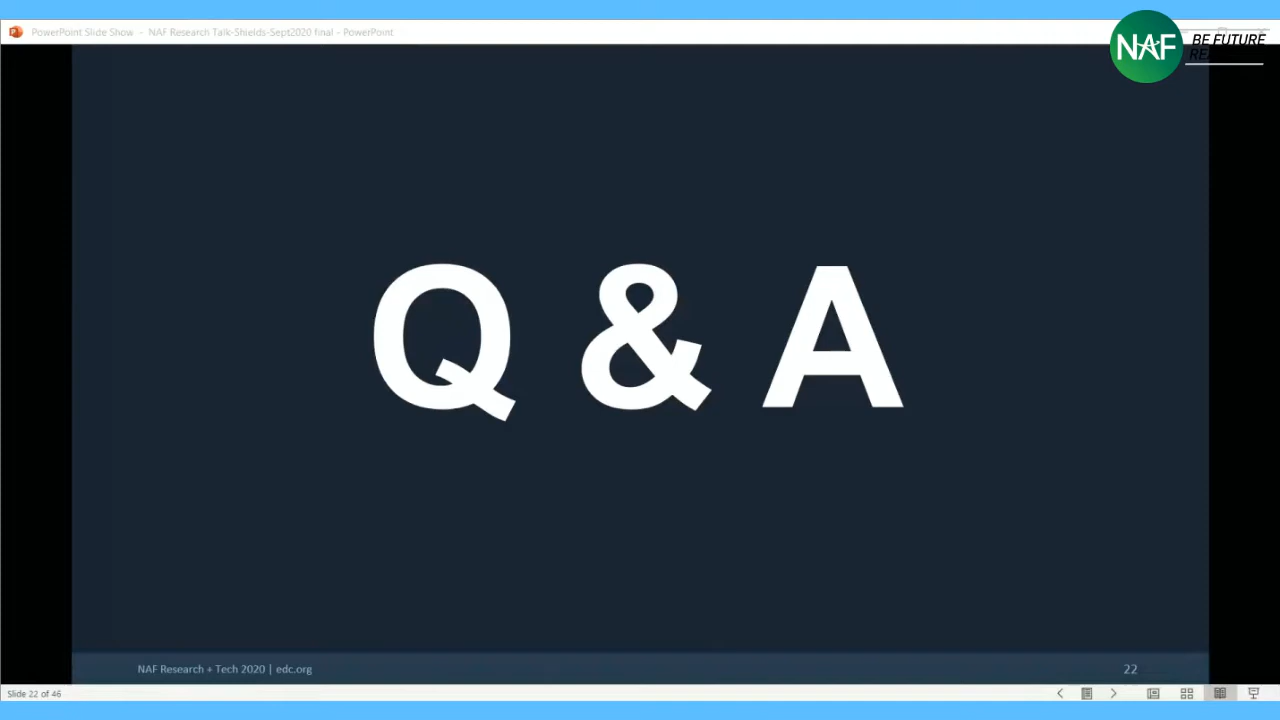 PowerPoint Slide Show - NAF Research Talk-Shields-Sept2020 final - PowerPoint
NAF
BE FUTURE
Q & A
NAF Research + Tech 2020 | edc.org
22
Slide 22 of 46